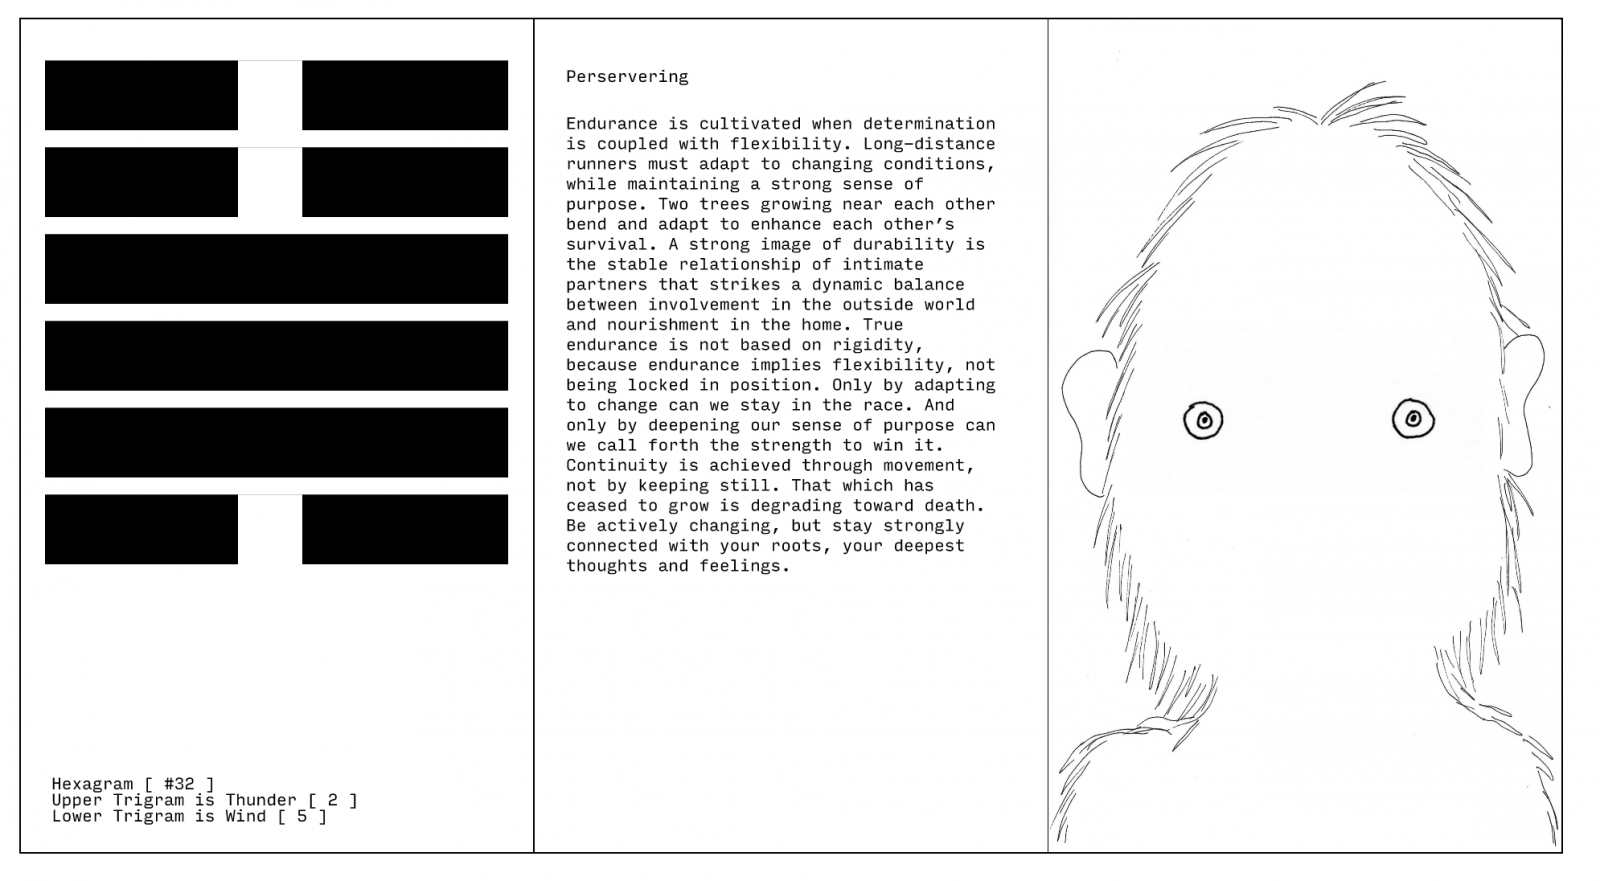 Perservering
Endurance is cultivated when determination
is coupled with flexibility. Long-distance
runners must adapt to changing conditions,
while maintaining a strong sense of
purpose. Two trees growing near each other
bend and adapt to enhance each other’s
survival. A strong image of durability is
the stable relationship of intimate
partners that strikes a dynamic balance
between involvement in the outside world
and nourishment in the home. True
endurance is not based on rigidity,
because endurance implies flexibility, not
being locked in position. Only by adapting
to change can we stay in the race. And
only by deepening our sense of purpose can
we call forth the strength to win it.
Continuity is achieved through movement,
not by keeping still. That which has
ceased to grow is degrading toward death.
Be actively changing, but stay strongly
connected with your roots, your deepest
thoughts and feelings.
Hexagram [ #32 ]
Upper Trigram is Thunder [ 2 ]
Lower Trigram is Wind [ 5 ]